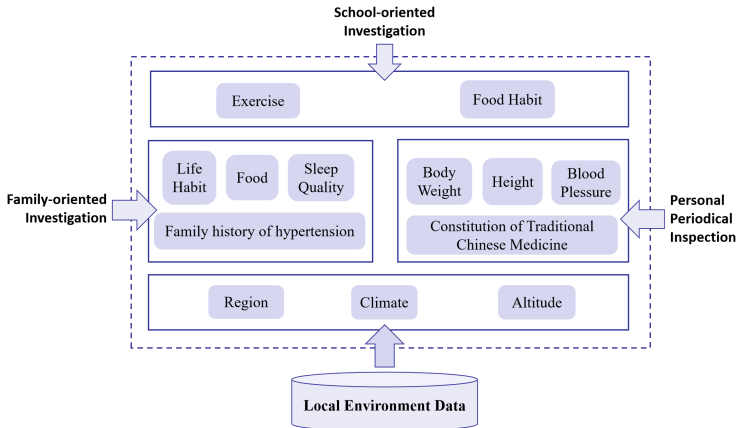 School-oriented
Investigation
Exercise
Food Habit
Family-oriented
Investigation
Life
Habit
Food
Sleep
Quality
Family history of hypertension
Body
Weight
Height
Blood
Plessure
Constitution of Traditional
Chinese Medicine
Personal
Periodical
Inspection
Region
Climate
Altitude
Local Environment Data